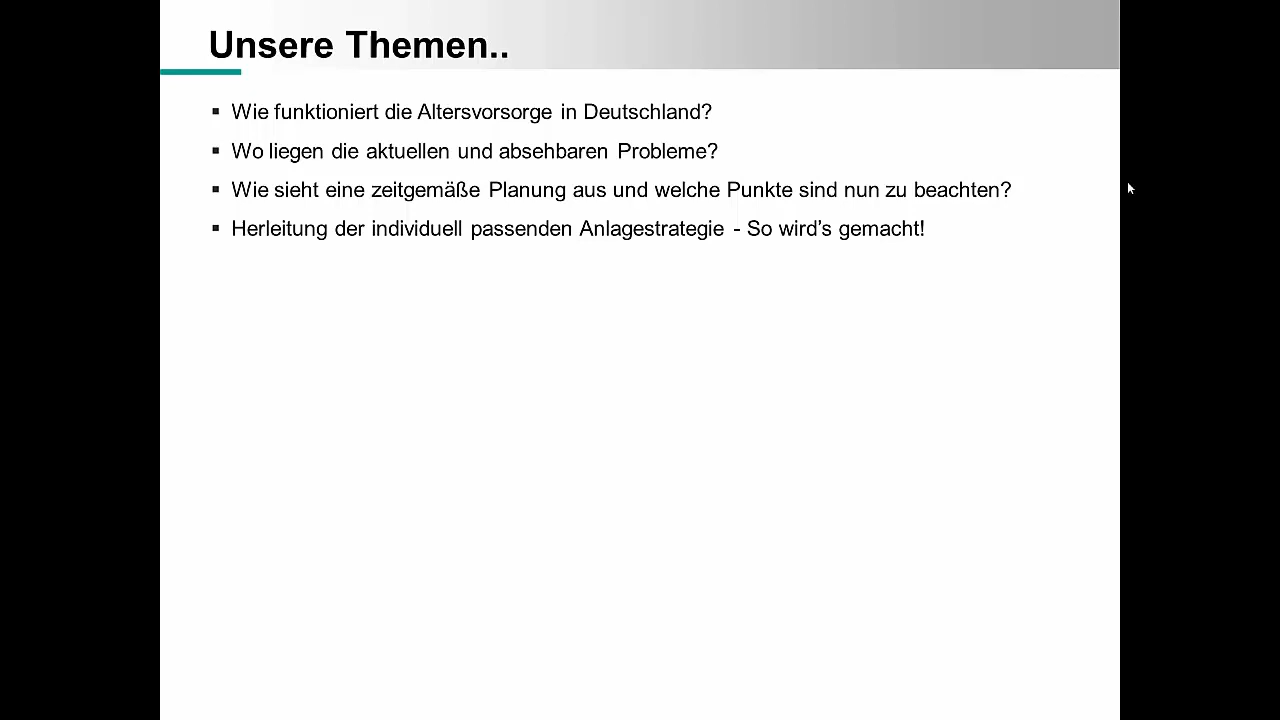 Unsere Themen..
Wie funktioniert die Altersvorsorge in Deutschland?
Wo liegen die aktuellen und absehbaren Probleme?
Wie sieht eine zeitgemäße Planung aus und welche Punkte sind nun zu beachten?
Herleitung der individuell passenden Anlagestrategie - So wird’s gemacht!